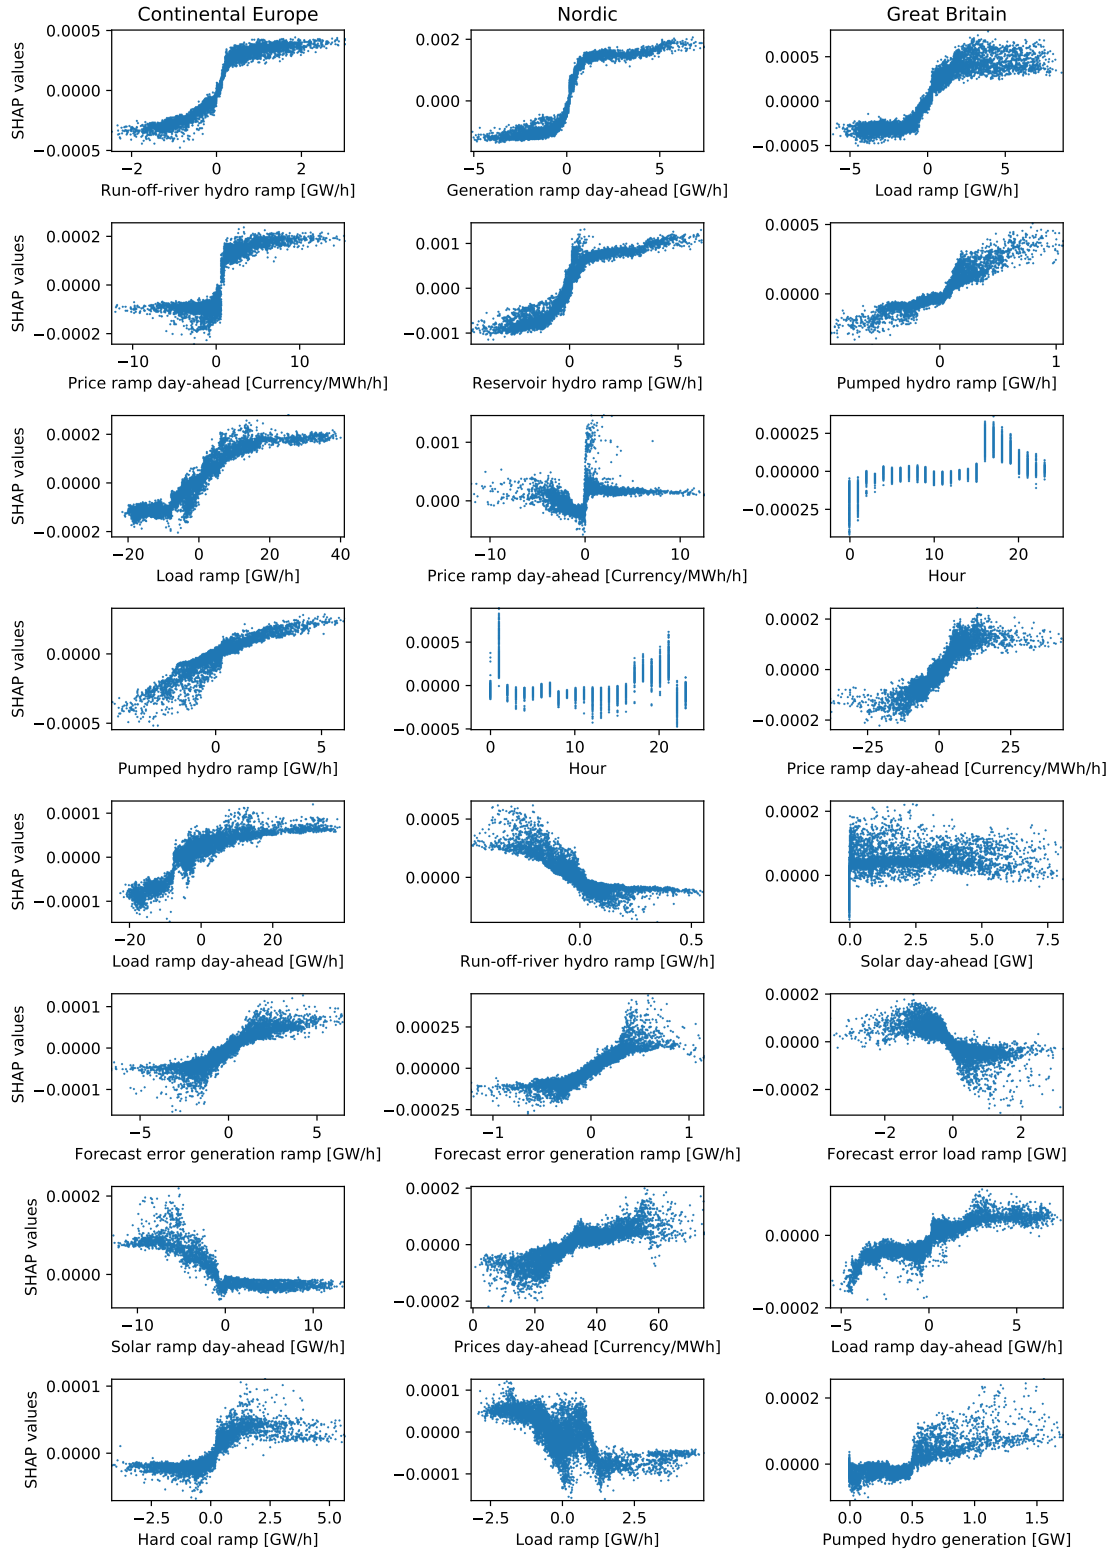 Continental Europe Nordic Great Britain
SHAP values
0.0005
0.0000
−0.0005
0 2
Run-off-river hydro ramp [GW/h]
0.002
0.000
−5 0 5
Generation ramp day-ahead [GW/h]
0.0005
0.0000
−0.0005
−5 0 5
Load ramp [GW/h]
SHAP values
0.0002
0.0000
−0.0002
−10 0 10
Price ramp day-ahead [Currency/MWh/h]
0.001
0.000
−0.001
0 5
Reservoir hydro ramp [GW/h]
0.0005
0.0000
0 1
Pumped hydro ramp [GW/h]
SHAP values
0.0002
0.0000
−0.0002
−20 0 20 40
Load ramp [GW/h]
0.001
0.000
−10 0 10
Price ramp day-ahead [Currency/MWh/h]
0.00025
0.00000
−0.00025
0 10 20
Hour
SHAP values
0.0000
−0.0005
0 5
Pumped hydro ramp [GW/h]
0.0005
0.0000
−0.0005
0 10 20
Hour
0.0002
0.0000
−0.0002
−25 0 25
Price ramp day-ahead [Currency/MWh/h]
SHAP values
0.0001
0.0000
−0.0001
−20 0 20
Load ramp day-ahead [GW/h]
0.0005
0.0000
0.0 0.5
Run-off-river hydro ramp [GW/h]
0.0002
0.0000
0.0 2.5 5.0 7.5
Solar day-ahead [GW]
SHAP values
0.0001
0.0000
−0.0001
−5 0 5
Forecast error generation ramp [GW/h]
0.00025
0.00000
−0.00025
−1 0 1
Forecast error generation ramp [GW/h]
0.0002
0.0000
−0.0002
−2 0 2
Forecast error load ramp [GW]
SHAP values
0.0002
0.0000
−10 0 10
Solar ramp day-ahead [GW/h]
0.0002
0.0000
−0.0002
0 20 40 60
Prices day-ahead [Currency/MWh]
0.0000
−0.0002
−5 0 5
Load ramp day-ahead [GW/h]
SHAP values
0.0001
0.0000
−2.5 0.0 2.5 5.0
Hard coal ramp [GW/h]
0.0001
0.0000
−0.0001
−2.5 0.0 2.5
Load ramp [GW/h]
0.0002
0.0000
0.0 0.5 1.0 1.5
Pumped hydro generation [GW]